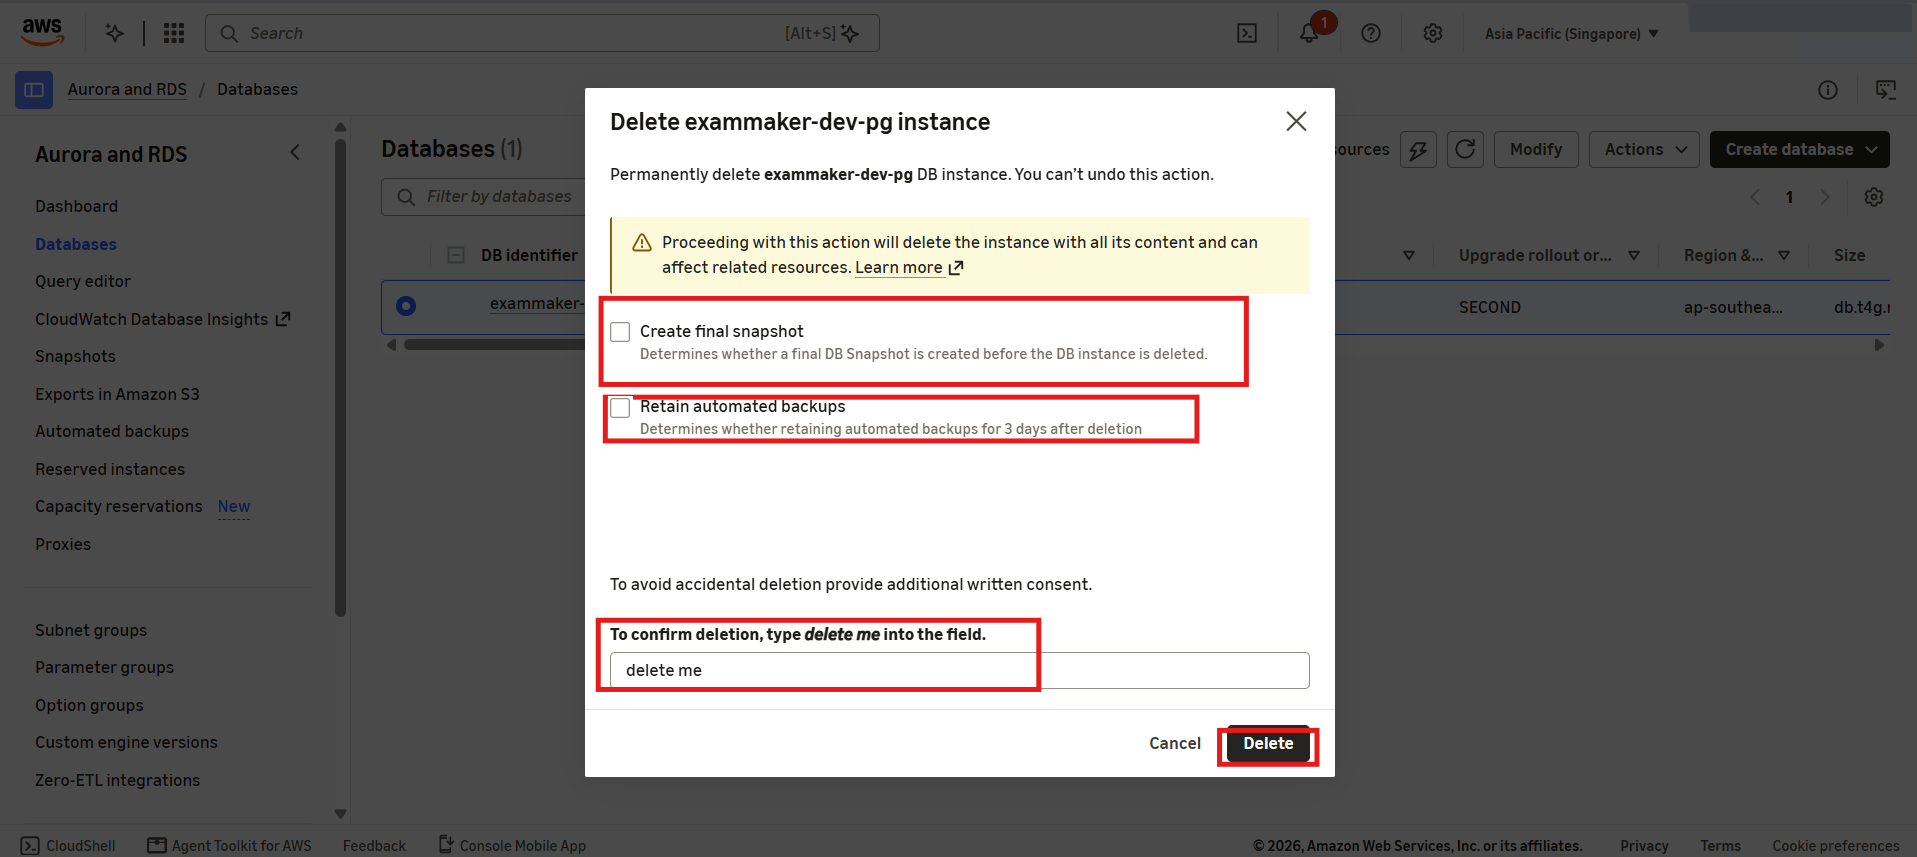 aws
Search
[Alt+S]
1
Asia Pacific (Singapore)
Aurora and RDS / Databases
Aurora and RDS
Dashboard
Databases
Query editor
CloudWatch Database Insights
Snapshots
Exports in Amazon S3
Automated backups
Reserved instances
Capacity reservations New
Proxies
Subnet groups
Parameter groups
Option groups
Custom engine versions
Zero-ETL integrations
Databases (1)
ources
Modify
Actions
Create database
Filter by databases
1
DB identifier
Upgrade rollout or...
Region &...
Size
exammaker-
SECOND
ap-southea...
db.t4g.
Delete exammaker-dev-pg instance
Permanently delete exammaker-dev-pg DB instance. You can't undo this action.
Proceeding with this action will delete the instance with all its content and can
affect related resources. Learn more
Create final snapshot
Determines whether a final DB Snapshot is created before the DB instance is deleted.
Retain automated backups
Determines whether retaining automated backups for 3 days after deletion
To avoid accidental deletion provide additional written consent.
To confirm deletion, type delete me into the field.
delete me
Cancel
Delete
CloudShell
Agent Toolkit for AWS
Feedback
Console Mobile App
© 2026, Amazon Web Services, Inc. or its affiliates.
Privacy
Terms
Cookie preferences